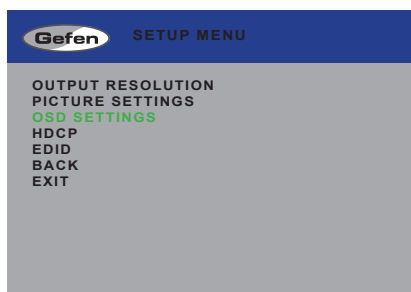 Gefen SETUP MENU
OUTPUT RESOLUTION
PICTURE SETTINGS
OSD SETTINGS
HDCP
EDID
BACK
EXIT